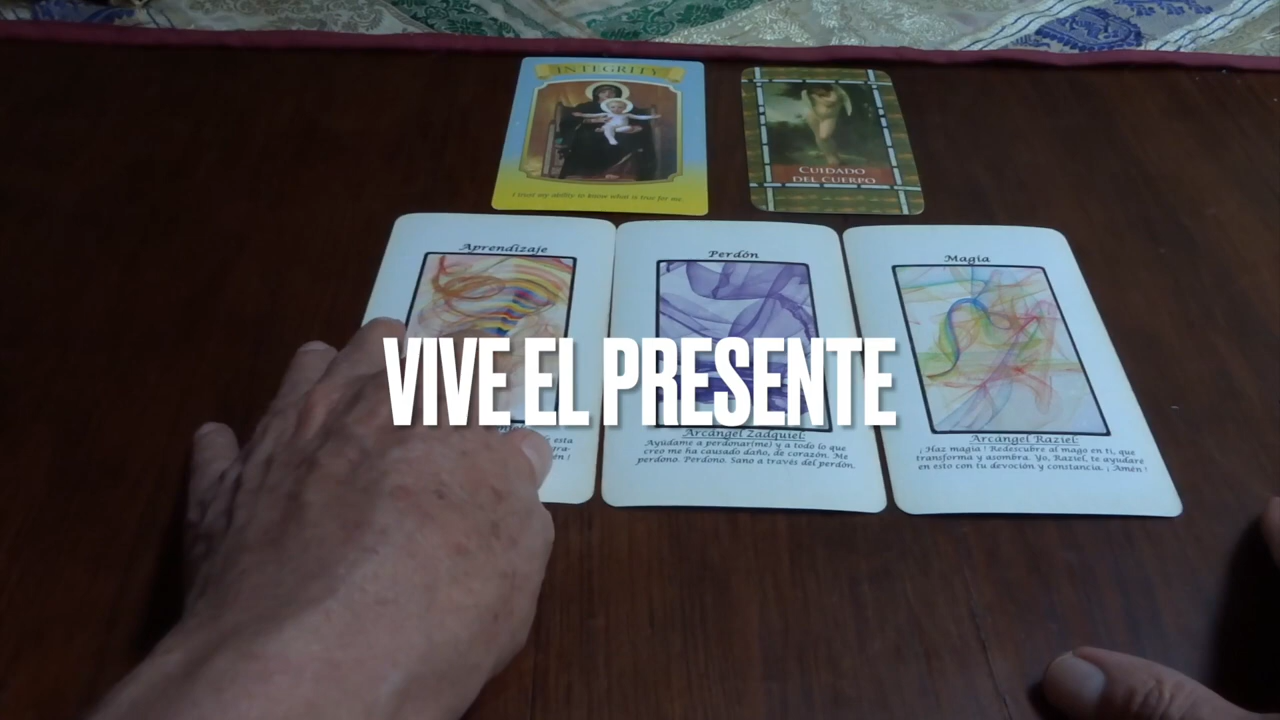 INTEGRITY
I trust my ability to know what is true for me.
CUIDADO
DEL CUERPO
Aprendizaje
Perdón
Magia
VIVE EL PRESENTE
esta
Arcángel Zadquiel:
Ayúdame a perdonar(me) y a todo lo que
creo me ha causado daño, de corazón. Me
perdono. Perdono. Sano a través del perdón.
Arcángel Raziel:
¡ Haz magia ! Redescubre al mago en ti, que
transforma y asombra. Yo, Raziel, te ayudaré
en esto con tu devoción y constancia. ¡ Amén !